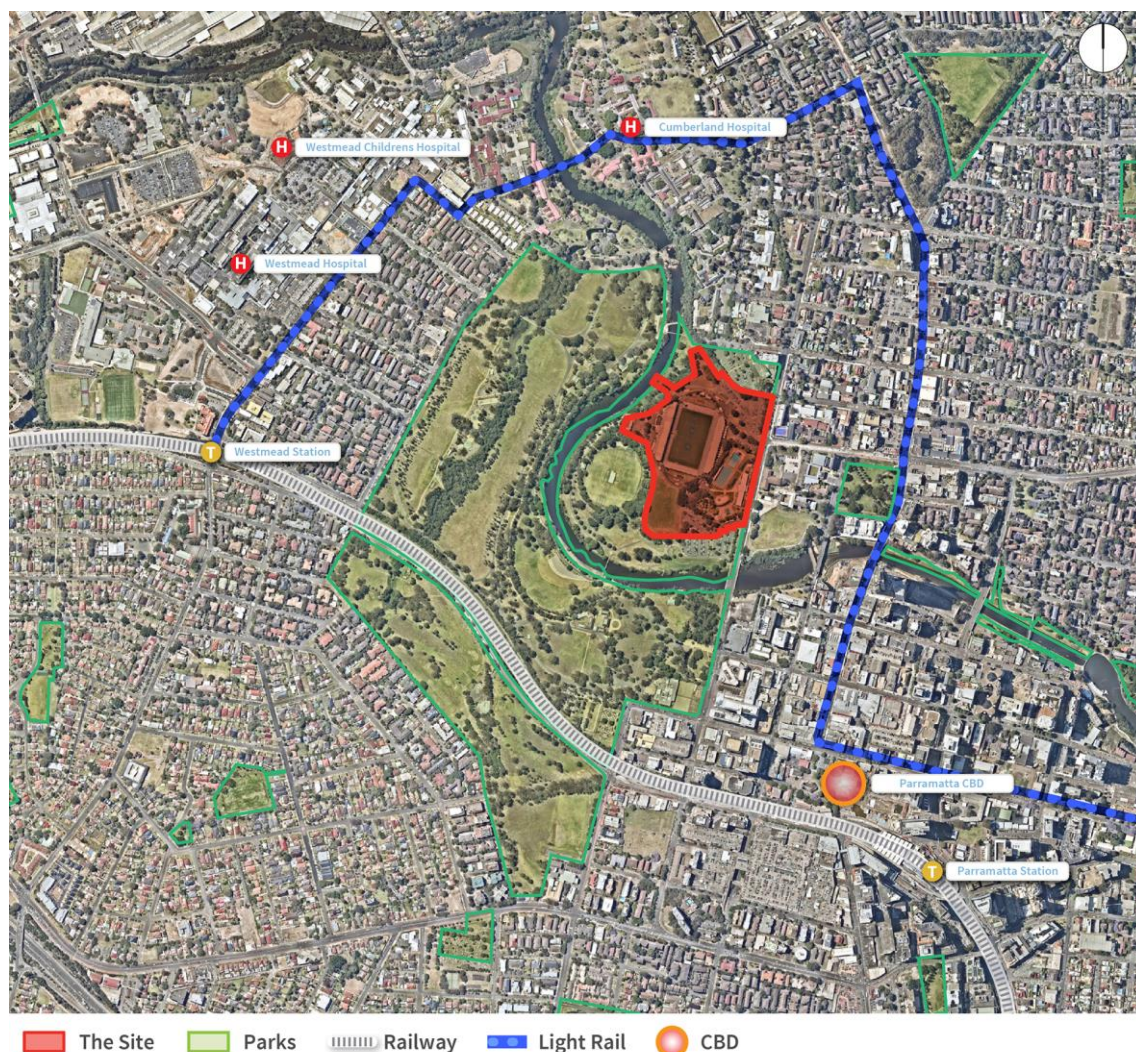 H
Cumberland Hospital
H
Westmead Childrens Hospital
H
Westmead Hospital
T
Westmead Station
Parramatta CBD
T
Parramatta Station
The Site
Parks
Railway
Light Rail
CBD